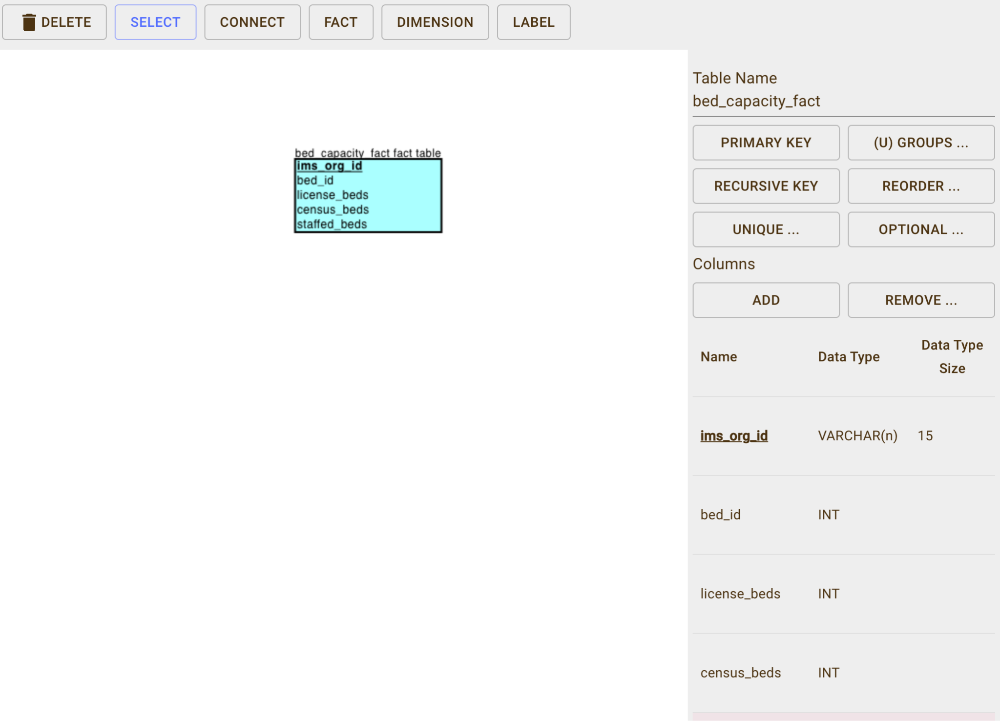 DELETE SELECT CONNECT FACT DIMENSION LABEL
bed_capacity_fact fact table
ims_org_id
bed_id
license_beds
census_beds
staffed_beds
Table Name
bed_capacity_fact
PRIMARY KEY (U) GROUPS ...
RECURSIVE KEY REORDER ...
UNIQUE ... OPTIONAL ...
Columns
ADD REMOVE ...
Name Data Type Data Type Size
ims_org_id VARCHAR(n) 15
bed_id INT
license_beds INT
census_beds INT